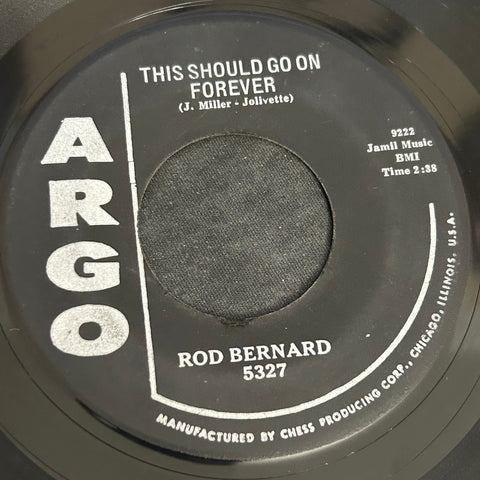 THIS SHOULD GO ON
FOREVER
(J. Miller - Jolivette)
9222
Jamil Music
BMI
Time 2:38
ARGO
ROD BERNARD
5327
MANUFACTURED BY CHESS PRODUCING CORP., CHICAGO, ILLINOIS, U.S.A.